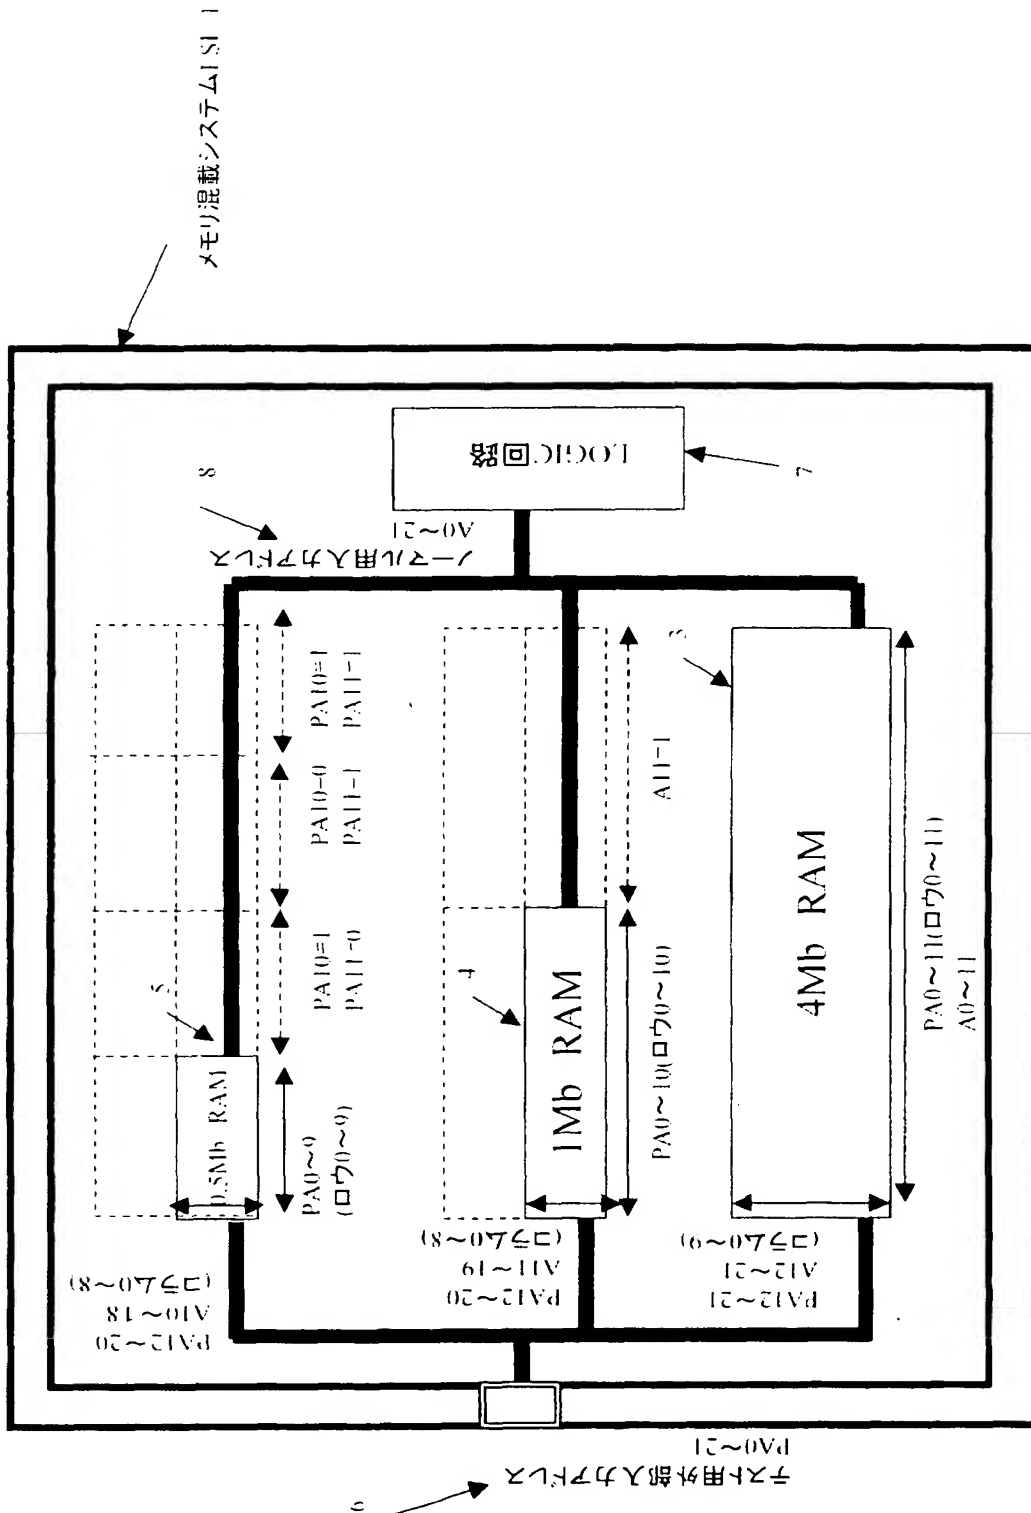 メモリ混載システムLSI 1
8
ノーマル用入力アドレス
A0～21
LOGIC回路
7
5
0.5Mb RAM
PA0～9
(ロウ0～9)
PA10=1
PA11=0
PA10=0
PA11=1
PA10=1
PA11=1
PA12～20
A10～18
(コラム0～8)
4
1Mb RAM
PA0～10(ロウ0～10)
A11=1
PA12～20
A11～19
(コラム0～8)
3
4Mb RAM
PA0～11(ロウ0～11)
A0～11
PA12～21
A12～21
(コラム0～9)
テスト用外部入力アドレス
PA0～21